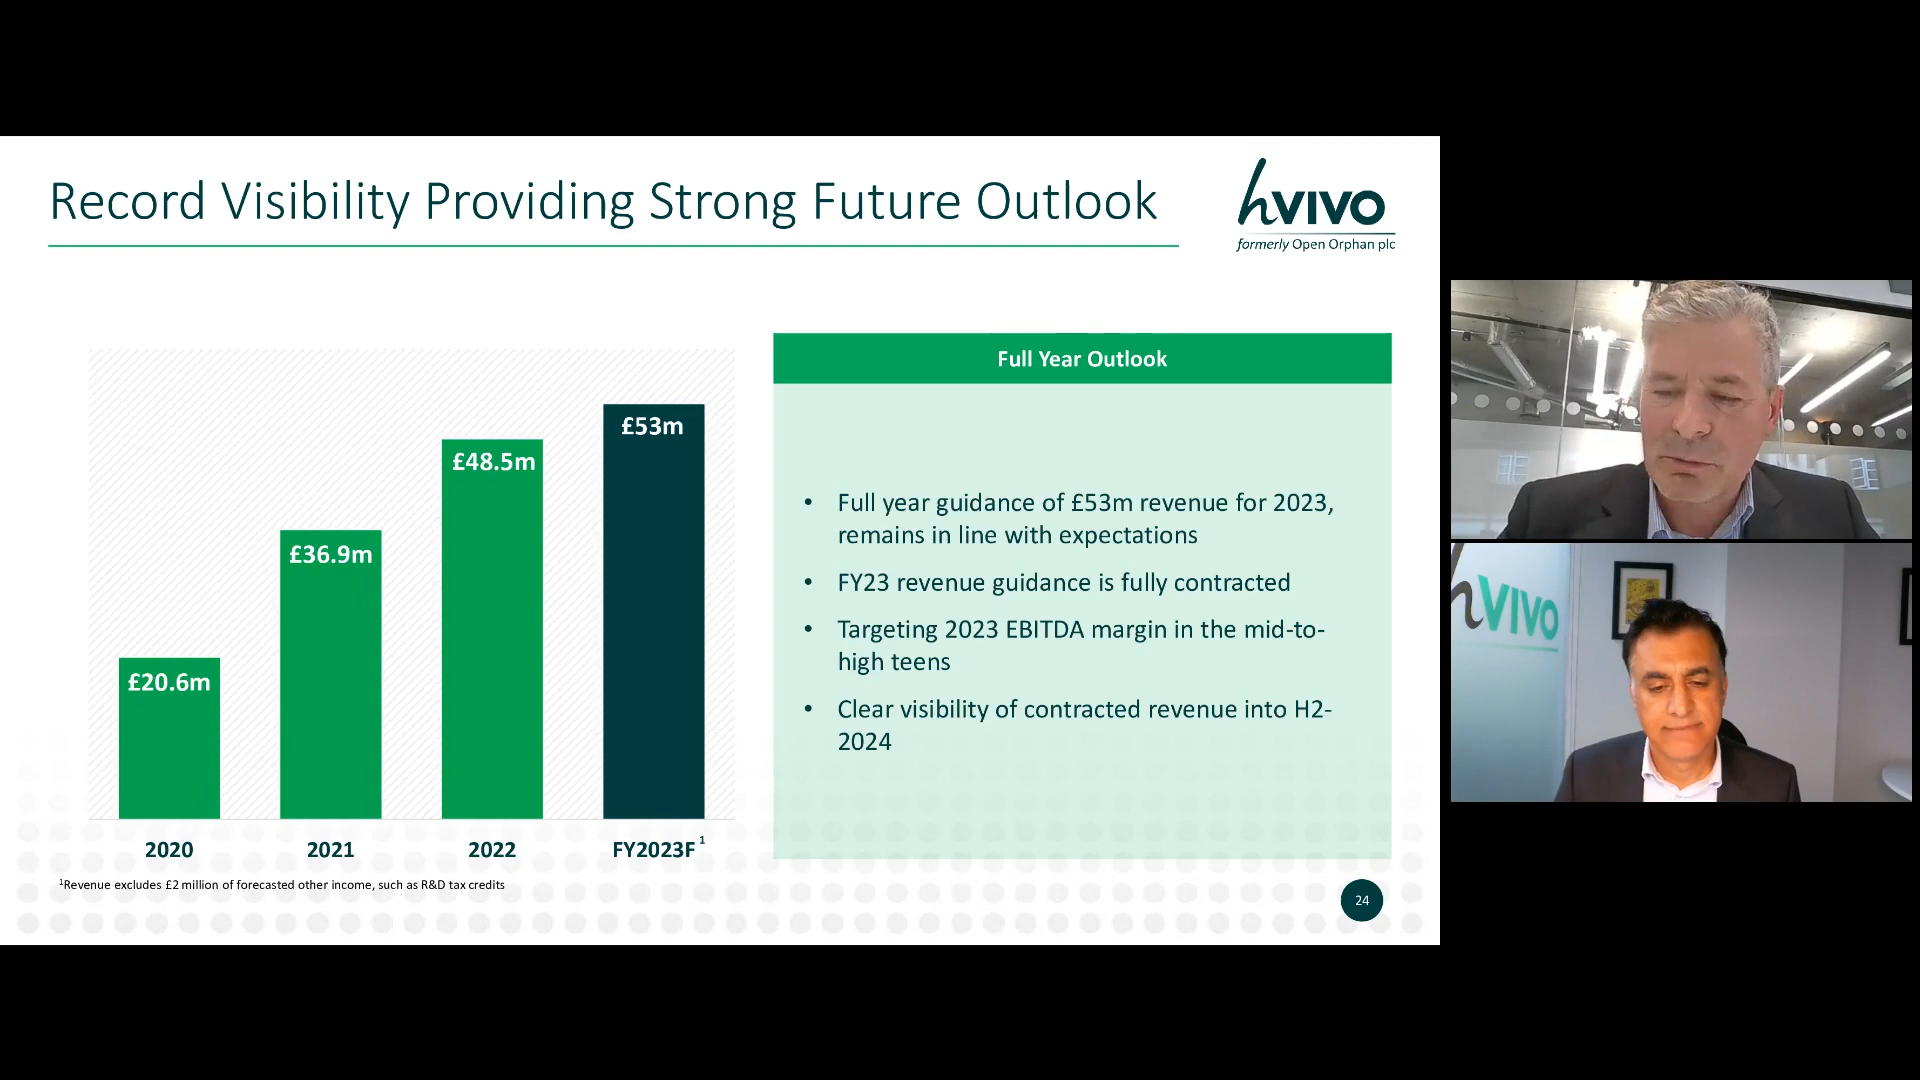 Record Visibility Providing Strong Future Outlook
hVIVO
formerly Open Orphan plc
£20.6m
£36.9m
£48.5m
£53m
2020
2021
2022
FY2023F 1
1Revenue excludes £2 million of forecasted other income, such as R&D tax credits
Full Year Outlook
• Full year guidance of £53m revenue for 2023,
remains in line with expectations
• FY23 revenue guidance is fully contracted
• Targeting 2023 EBITDA margin in the mid-to-
high teens
• Clear visibility of contracted revenue into H2-
2024
24
hVIVO